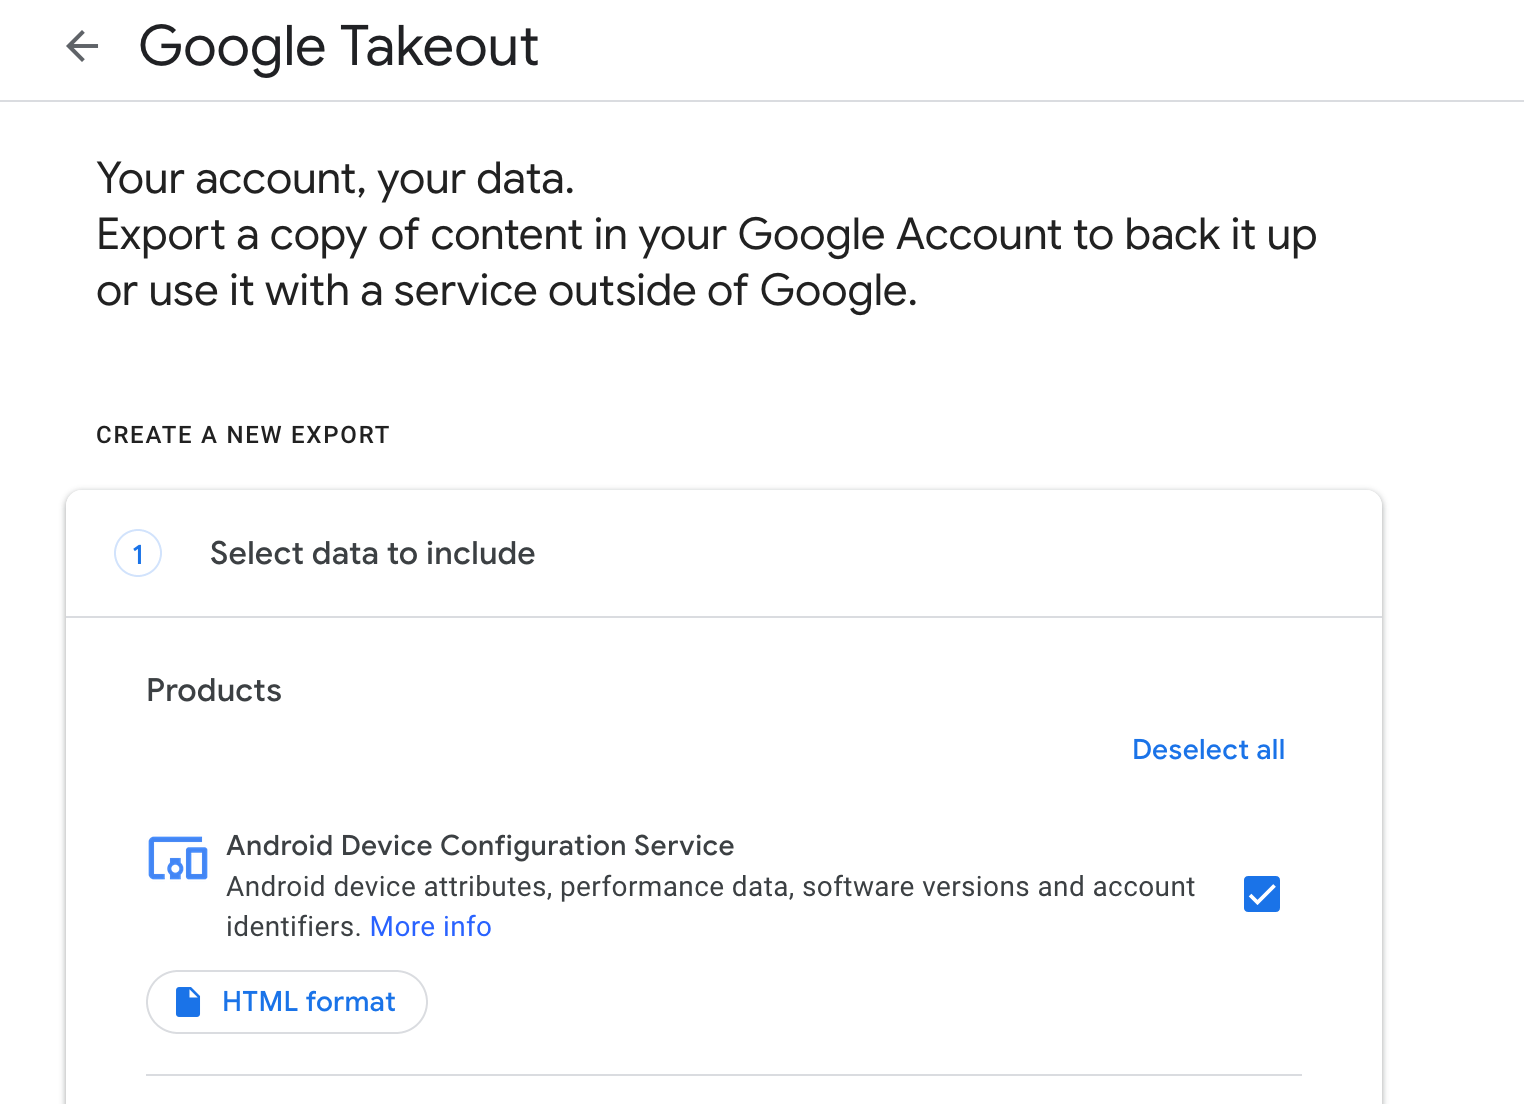 Google Takeout
Your account, your data.
Export a copy of content in your Google Account to back it up
or use it with a service outside of Google.
CREATE A NEW EXPORT
1 Select data to include
Products
Deselect all
Android Device Configuration Service
Android device attributes, performance data, software versions and account
identifiers. More info
HTML format